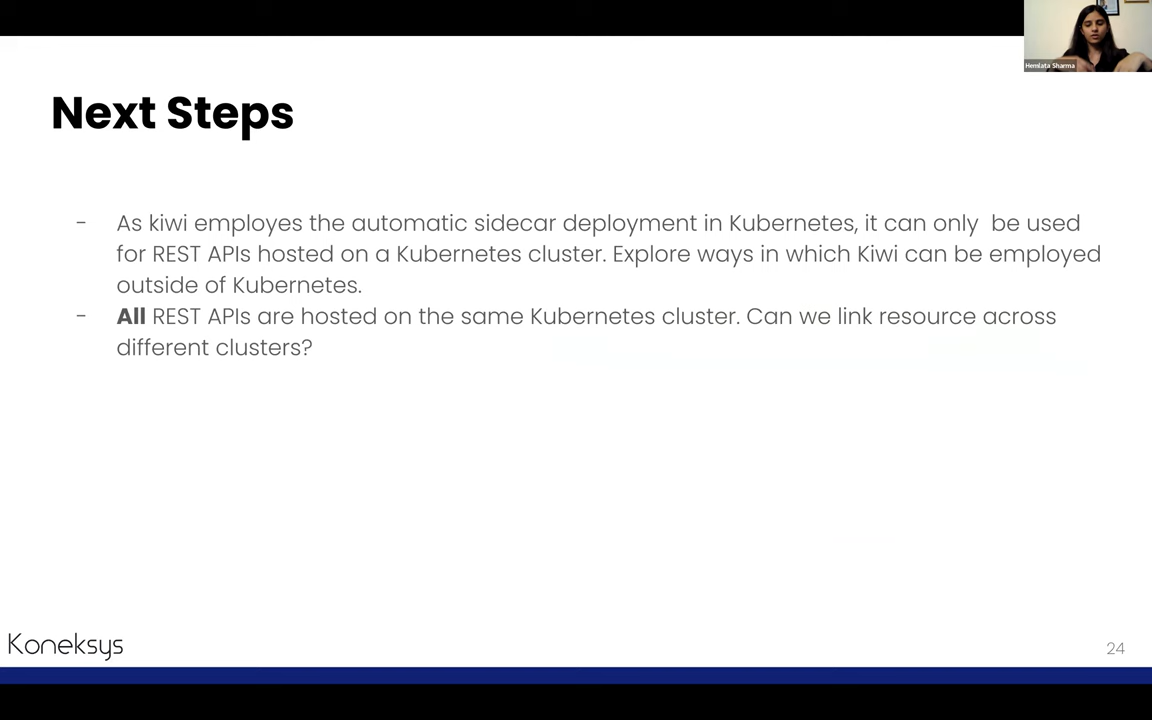 Hemlata Sharma
Next Steps
- As kiwi employes the automatic sidecar deployment in Kubernetes, it can only  be used
for REST APIs hosted on a Kubernetes cluster. Explore ways in which Kiwi can be employed
outside of Kubernetes.
- All REST APIs are hosted on the same Kubernetes cluster. Can we link resource across
different clusters?
Koneksys
24